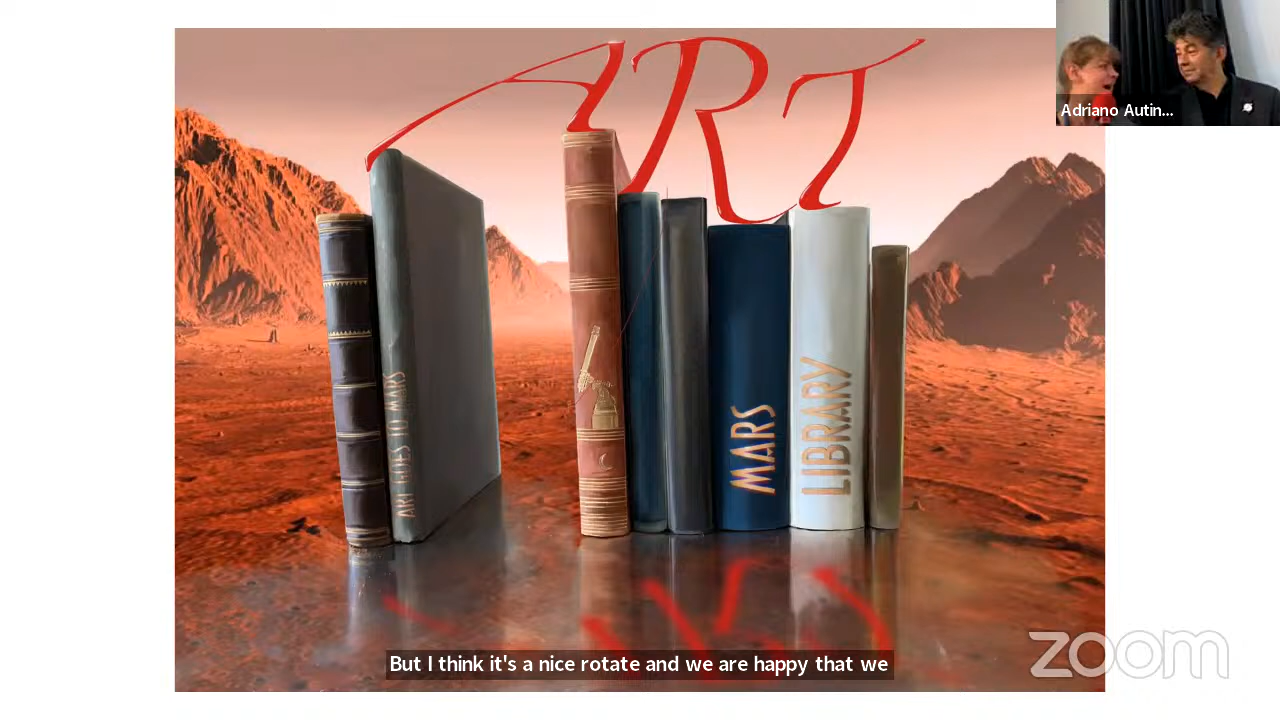 ART
Adriano Autin...
ART GOES TO MARS
MARS
LIBRARY
But I think it's a nice rotate and we are happy that we
zoom